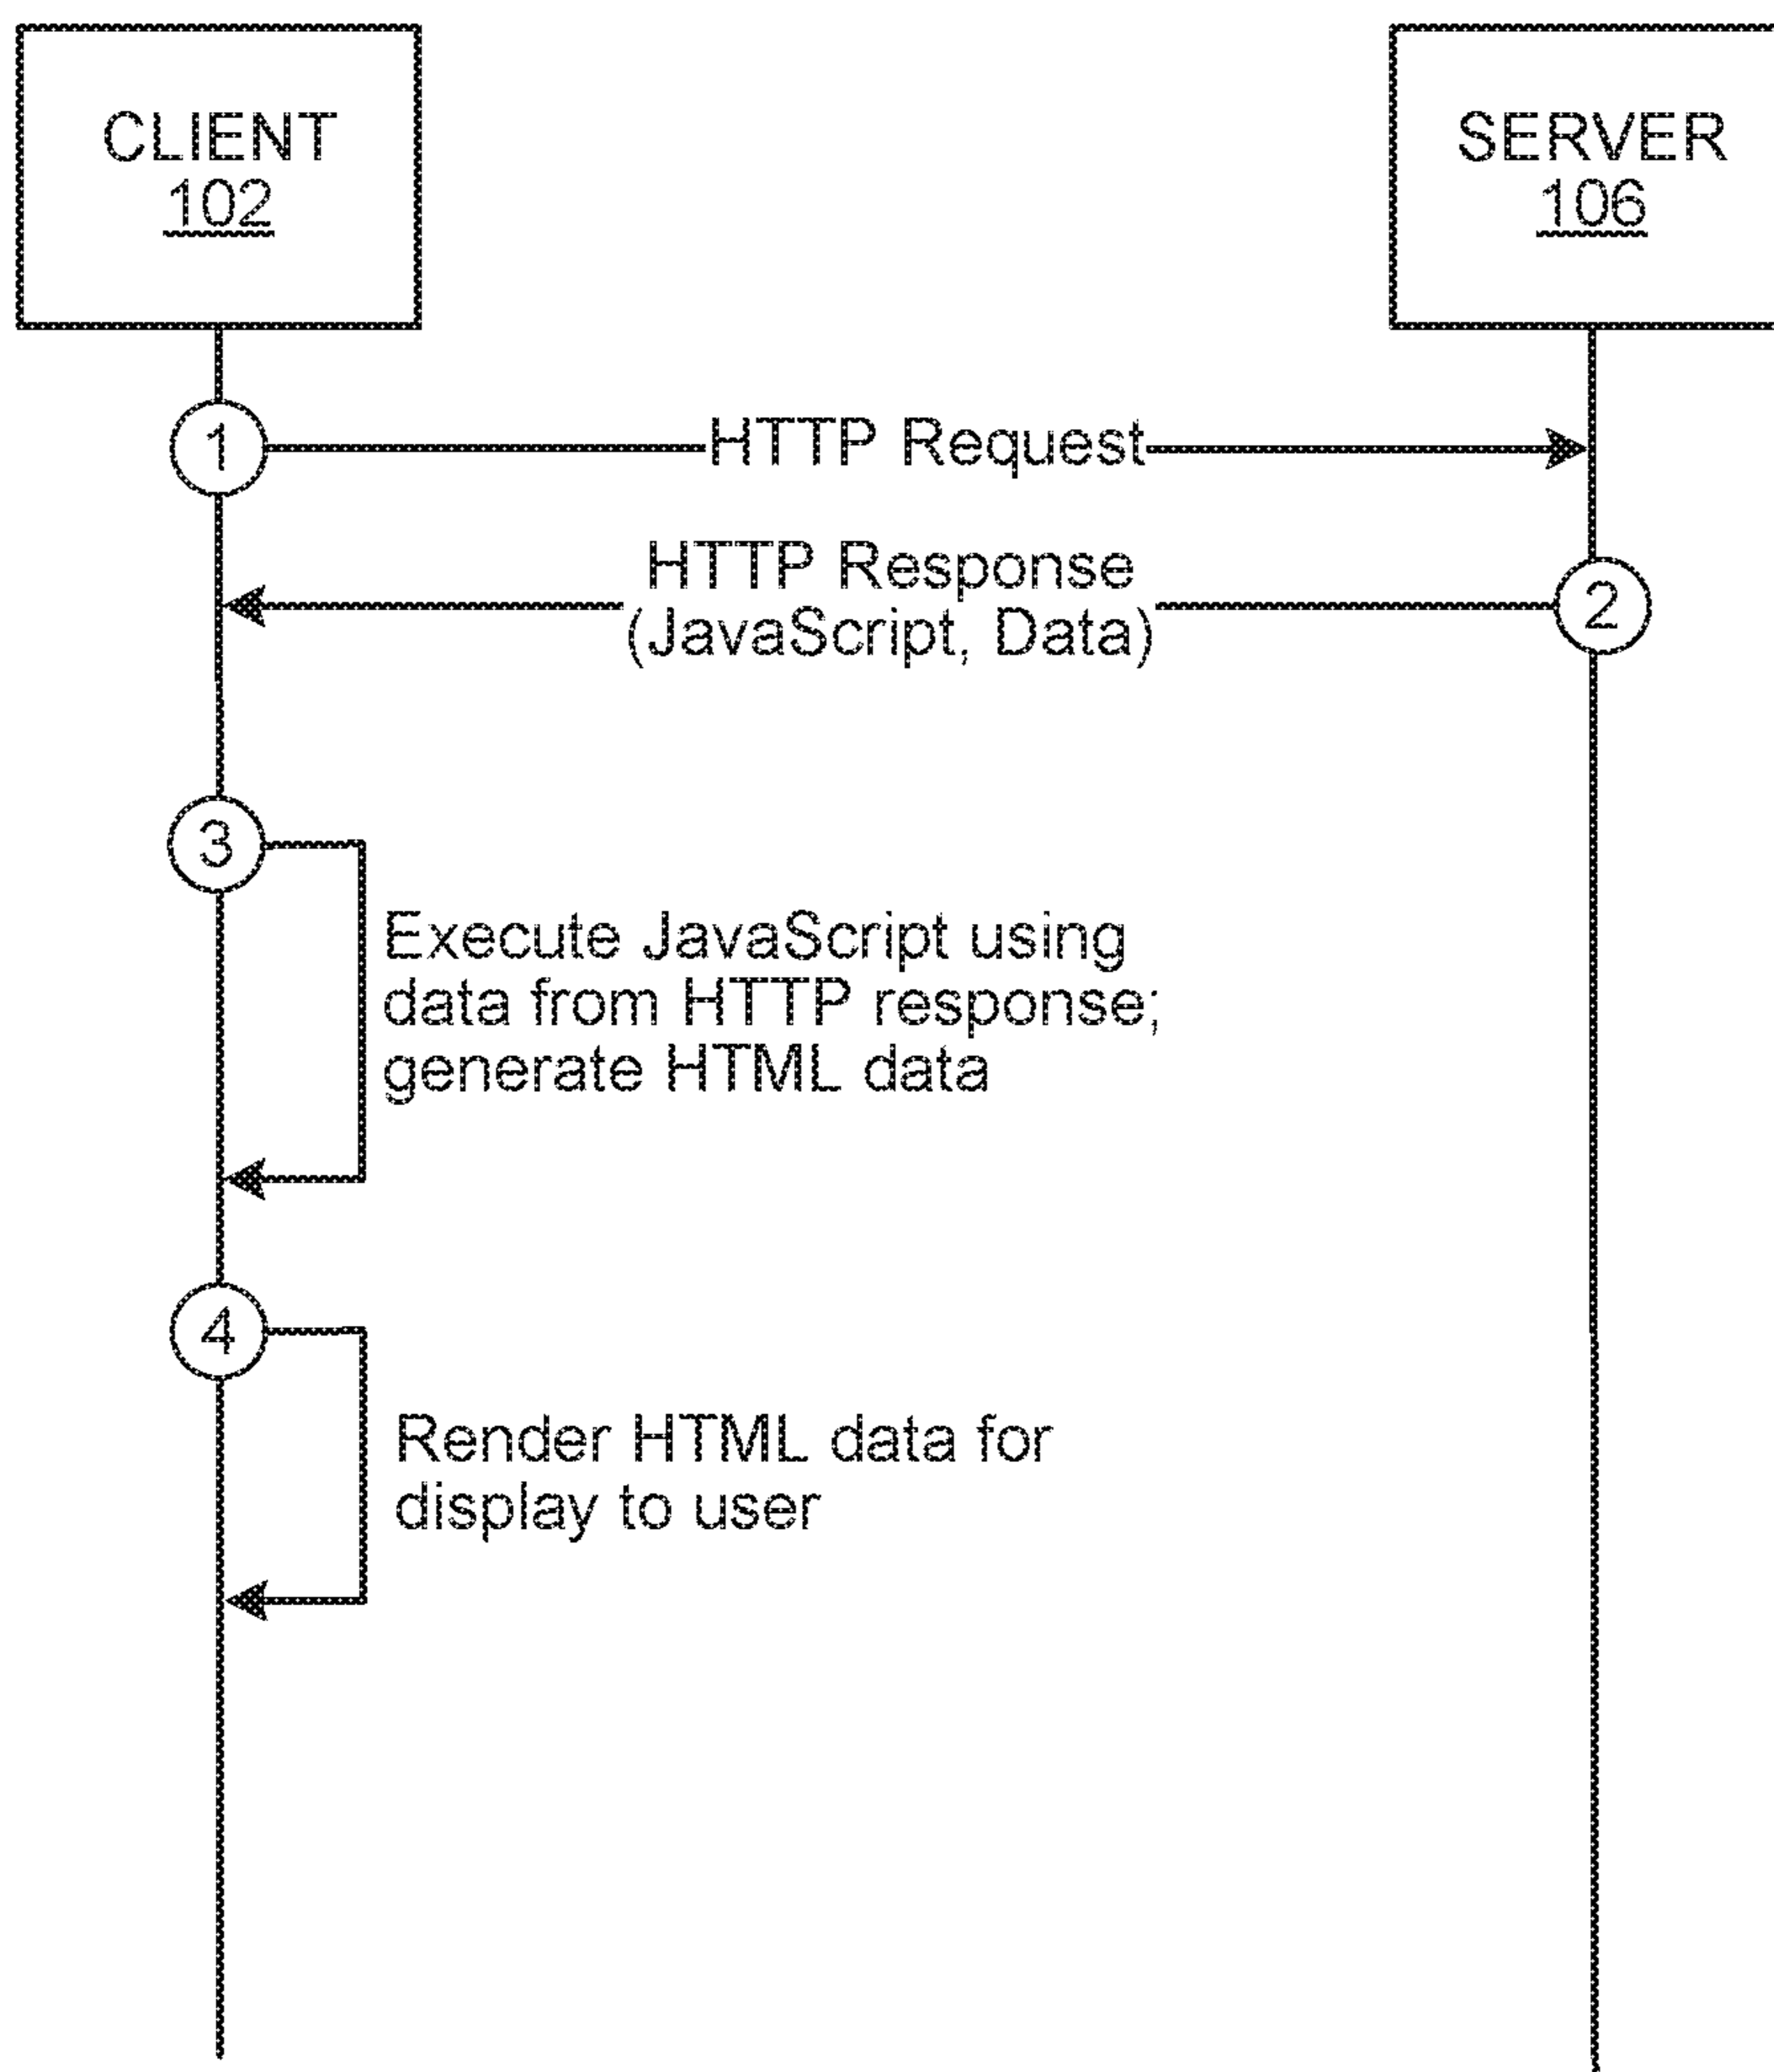 CLIENT
102
SERVER
106
1
HTTP Request
HTTP Response
(JavaScript, Data)
2
3
Execute JavaScript using
data from HTTP response;
generate HTML data
4
Render HTML data for
display to user